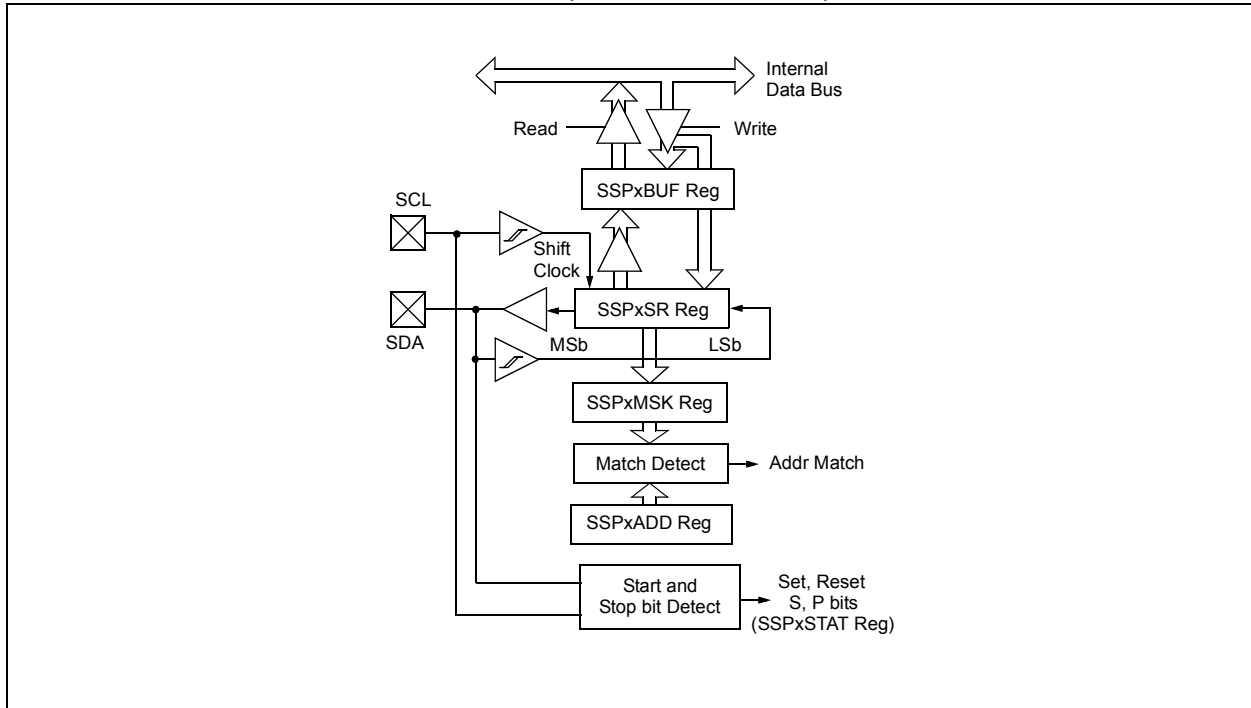 Internal
Data Bus
Read
Write
SSPxBUF Reg
SCL
Shift
Clock
SSPxSR Reg
SDA
MSb
LSb
SSPxMSK Reg
Match Detect
Addr Match
SSPxADD Reg
Start and
Stop bit Detect
Set, Reset
S, P bits
(SSPxSTAT Reg)